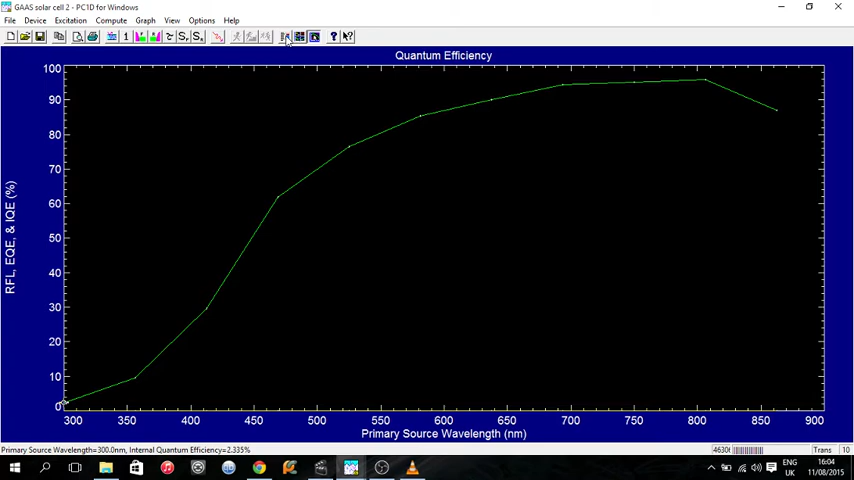 GAAS solar cell 2 - PC1D for Windows
File Device Excitation Compute Graph View Options Help
Quantum Efficiency
100
90
80
70
60
50
40
30
20
10
0
RFL, EQE, & IQE (%)
300 350 400 450 500 550 600 650 700 750 800 850 900
Primary Source Wavelength (nm)
Primary Source Wavelength=300.0nm, Internal Quantum Efficiency=2.335% Trans 10
ENG 16:04
UK 11/08/2015